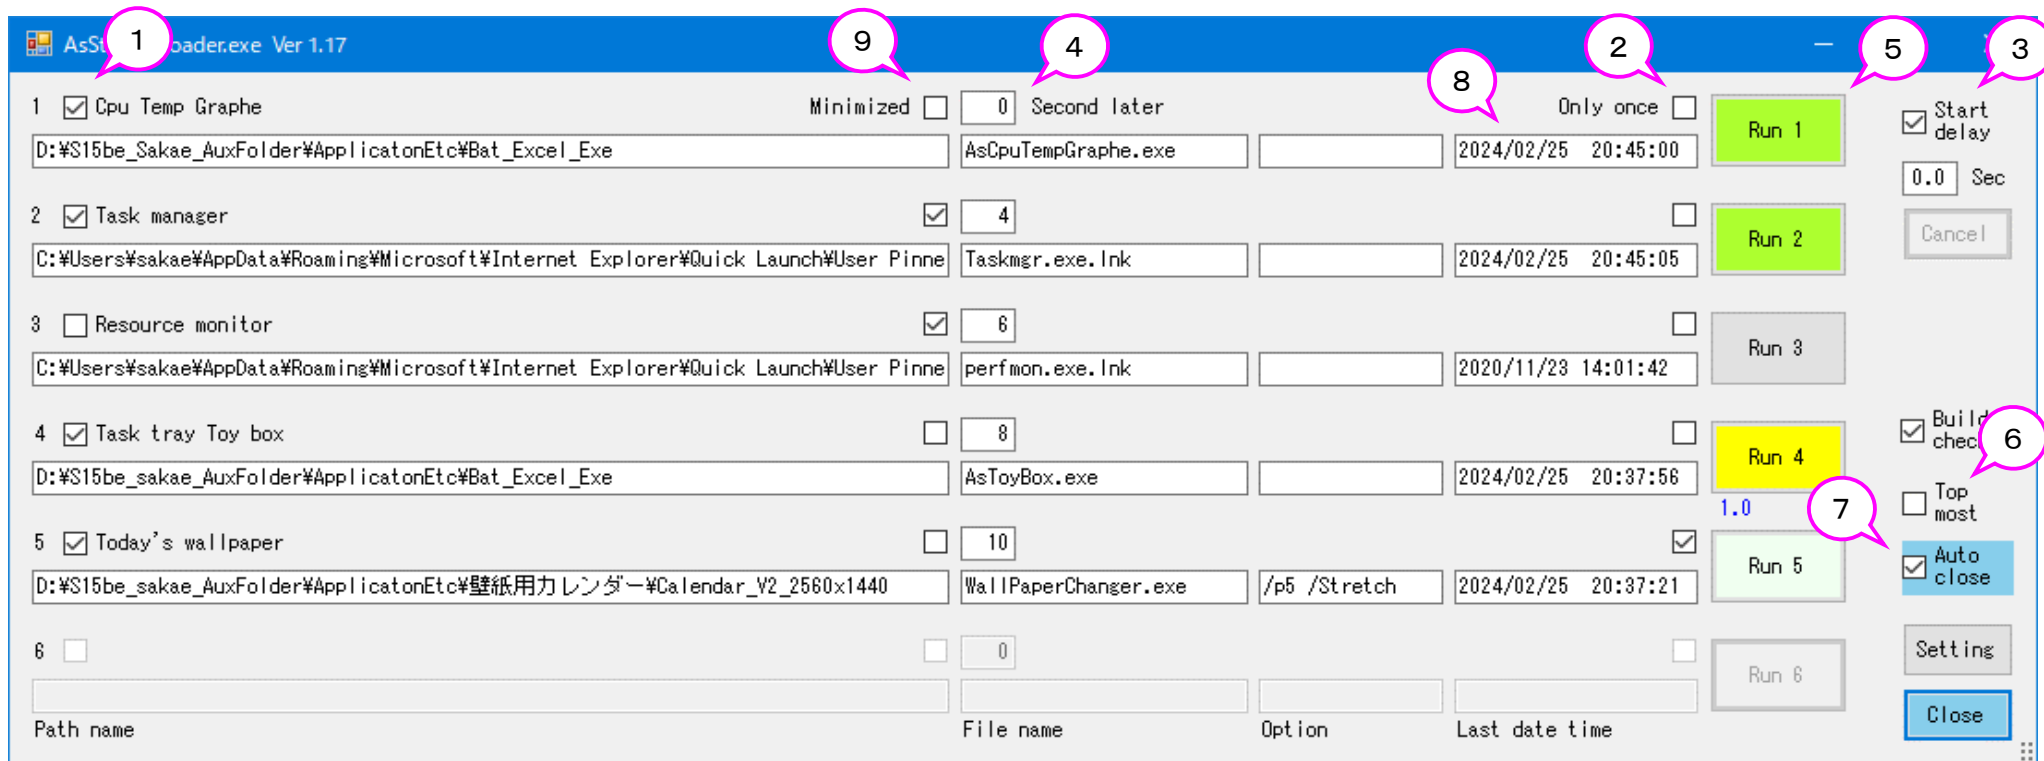 1 9 4 2 5 3
AsSt oader.exe Ver 1.17
8
1 Cpu Temp Graphe Minimized 0 Second later Only once Run 1 Start delay
D:¥S15be_Sakae_AuxFolder¥ApplicatonEtc¥Bat_Excel_Exe AsCpuTempGraphe.exe 2024/02/25 20:45:00
0.0 Sec
2 Task manager 4 Run 2 Cancel
C:¥Users¥sakae¥AppData¥Roaming¥Microsoft¥Internet Explorer¥Quick Launch¥User Pinne Taskmgr.exe.lnk 2024/02/25 20:45:05
3 Resource monitor 6 Run 3
C:¥Users¥sakae¥AppData¥Roaming¥Microsoft¥Internet Explorer¥Quick Launch¥User Pinne perfmon.exe.lnk 2020/11/23 14:01:42
4 Task tray Toy box 8 Run 4 Build chec 6
D:¥S15be_sakae_AuxFolder¥ApplicatonEtc¥Bat_Excel_Exe AsToyBox.exe 2024/02/25 20:37:56
1.0 7 Top most
5 Today's wallpaper 10 Run 5 Auto close
D:¥S15be_sakae_AuxFolder¥ApplicatonEtc¥壁紙用カレンダー¥Calendar_V2_2560x1440 WallPaperChanger.exe /p5 /Stretch 2024/02/25 20:37:21
6 0 Run 6 Setting
Path name File name Option Last date time Close